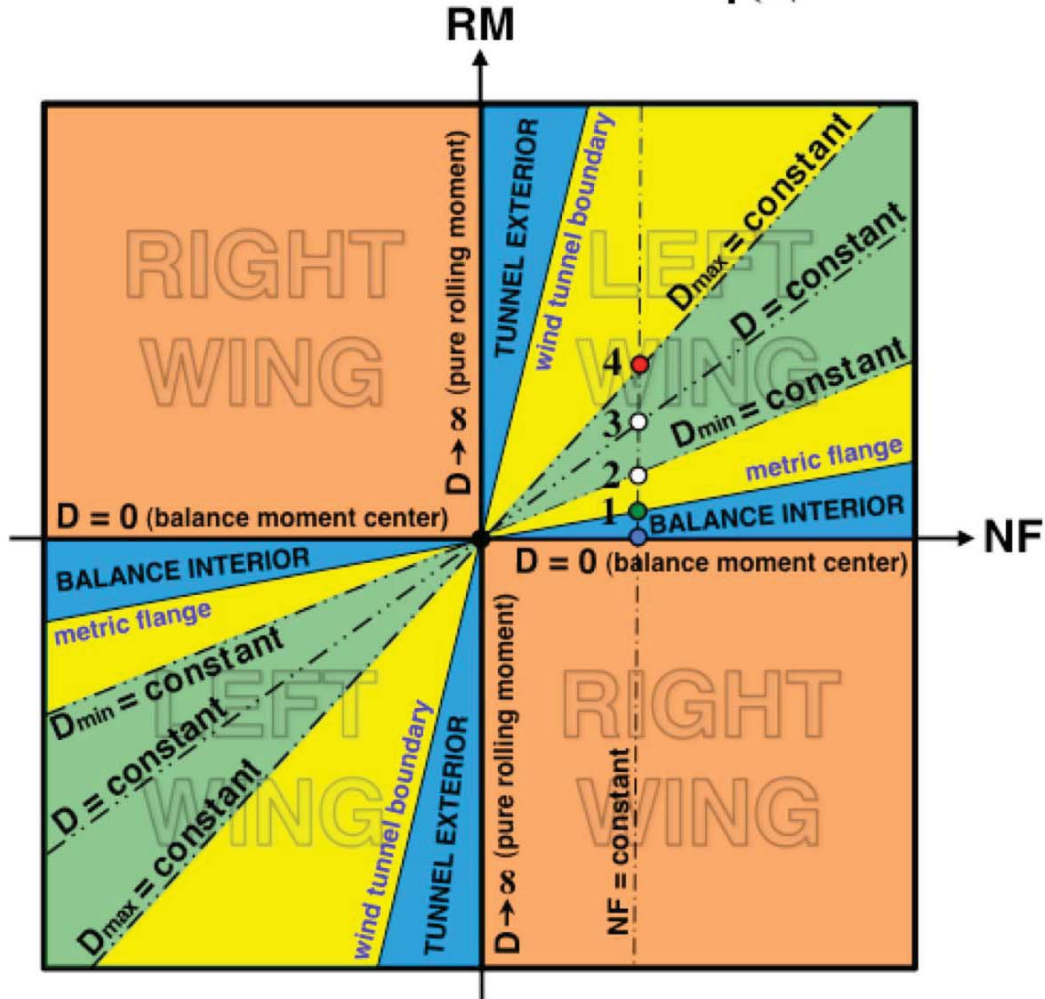 RM
RIGHT
WING
D→∞ (pure rolling moment)
TUNNEL EXTERIOR
wind tunnel boundary
LEFT
WING
Dmax = constant
D = constant
Dmin = constant
4
3
2
1
metric flange
BALANCE INTERIOR
D = 0 (balance moment center)
NF
D = 0 (balance moment center)
BALANCE INTERIOR
metric flange
Dmin = constant
D = constant
Dmax = constant
LEFT
WING
wind tunnel boundary
TUNNEL EXTERIOR
D→∞ (pure rolling moment)
NF = constant
RIGHT
WING